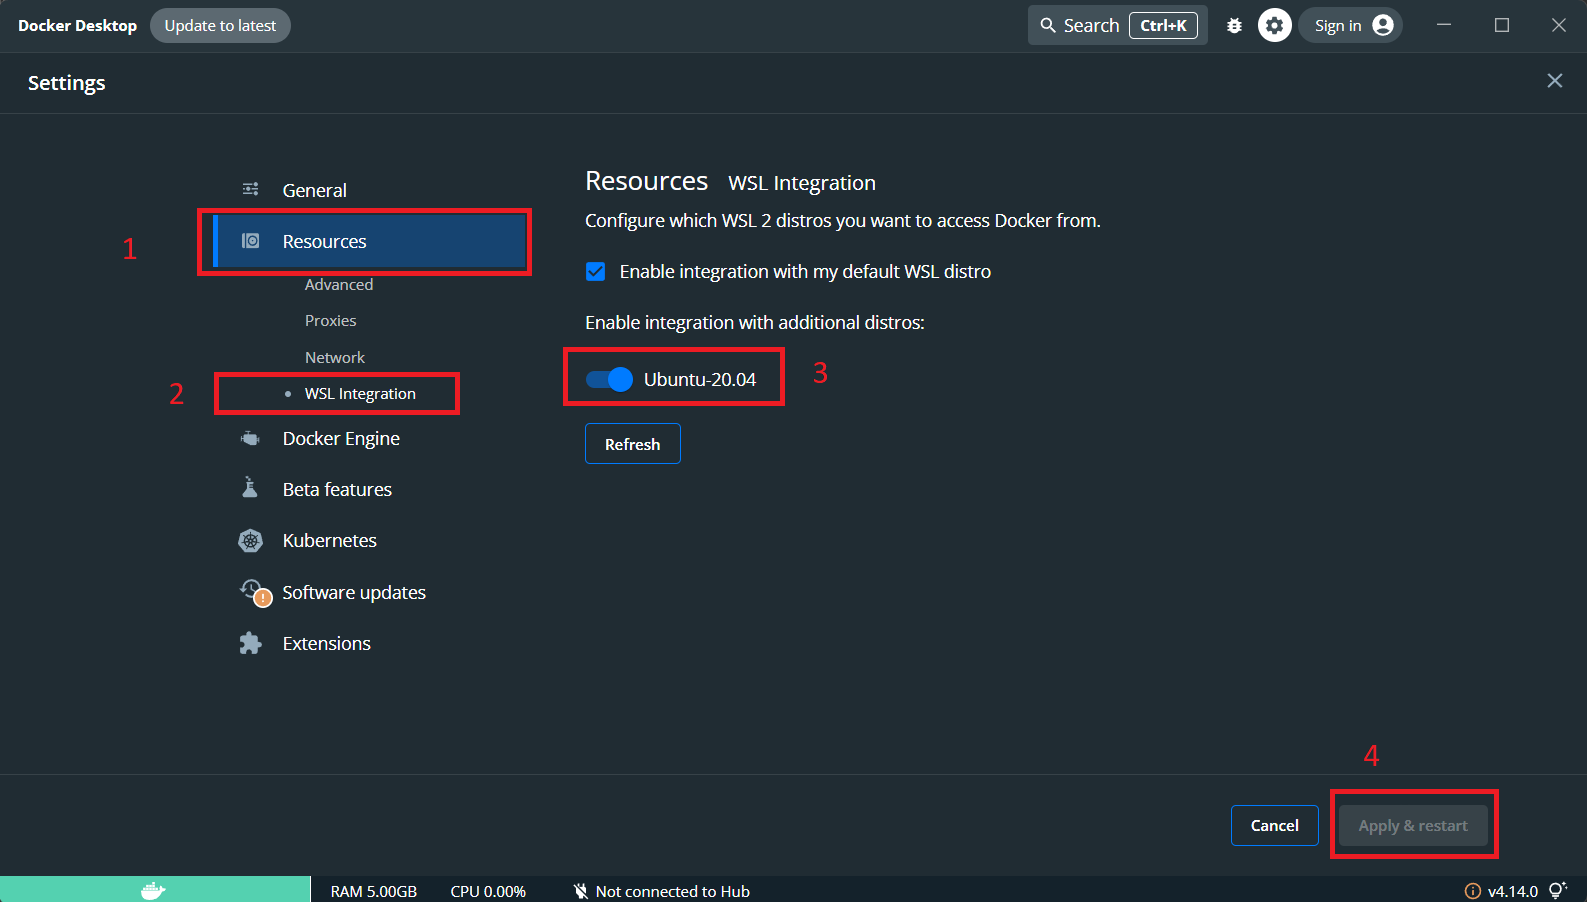 Docker Desktop
Update to latest
Search Ctrl+K
Sign in
Settings
General
1
Resources
Advanced
Proxies
Network
2
WSL Integration
Docker Engine
Beta features
Kubernetes
Software updates
Extensions
Resources WSL Integration
Configure which WSL 2 distros you want to access Docker from.
Enable integration with my default WSL distro
Enable integration with additional distros:
Ubuntu-20.04
3
Refresh
4
Cancel
Apply & restart
RAM 5.00GB CPU 0.00% Not connected to Hub
v4.14.0